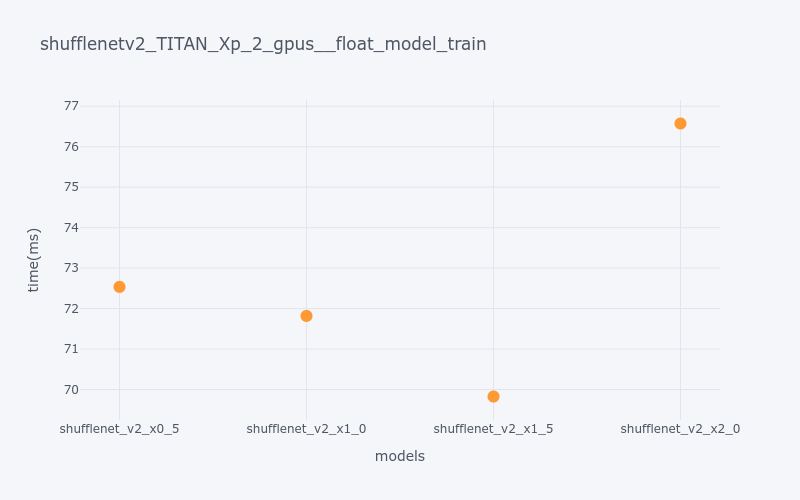 shufflenetv2_TITAN_Xp_2_gpus__float_model_train
time(ms)
77
76
75
74
73
72
71
70
shufflenet_v2_x0_5
shufflenet_v2_x1_0
shufflenet_v2_x1_5
shufflenet_v2_x2_0
models